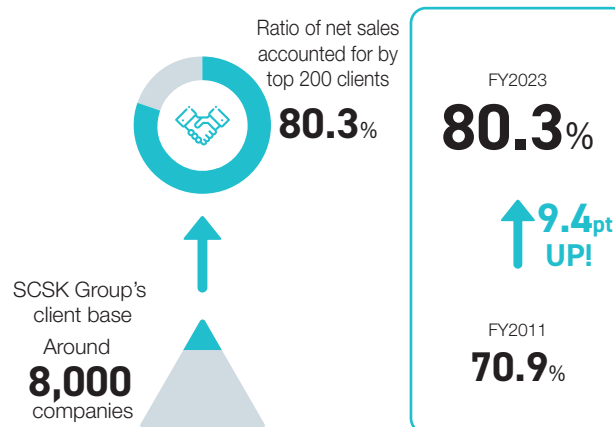 Ratio of net sales
accounted for by
top 200 clients
80.3%
SCSK Group's
client base
Around
8,000
companies
FY2023
80.3%
9.4pt
UP!
FY2011
70.9%